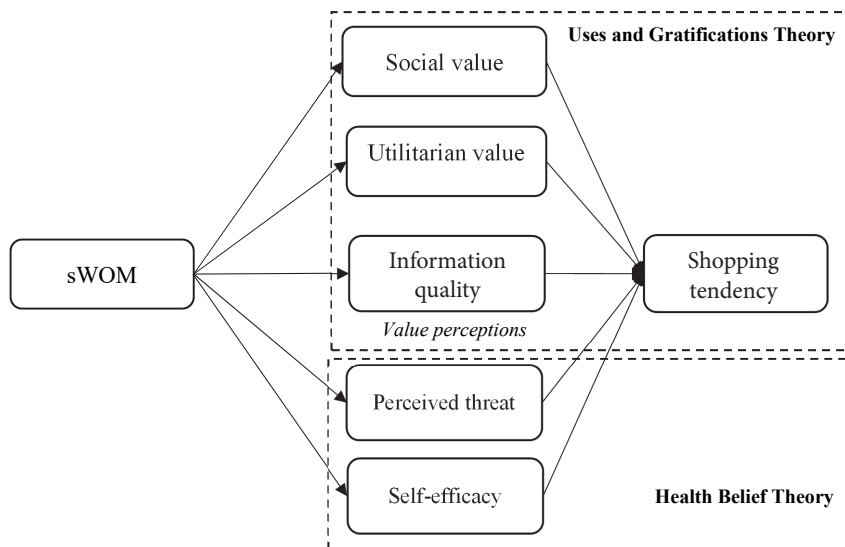 Uses and Gratifications Theory
Social value
Utilitarian value
sWOM
Information
quality
Shopping
tendency
Value perceptions
Perceived threat
Self-efficacy
Health Belief Theory